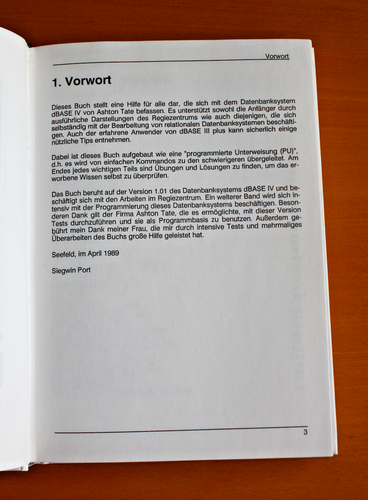 Vorwort
1. Vorwort
Dieses Buch stellt eine Hilfe für alle dar, die sich mit dem Datenbanksystem
dBASE IV von Ashton Tate befassen. Es unterstützt sowohl die Anfänger durch
ausführliche Darstellungen des Regiezentrums wie auch diejenigen, die sich
selbständig mit der Bearbeitung von relationalen Datenbanksystemen beschäfti-
gen. Auch der erfahrene Anwender von dBASE III plus kann sicherlich einige
nützliche Tips entnehmen.
Dabei ist dieses Buch aufgebaut wie eine "programmierte Unterweisung (PU)",
d.h. es wird von einfachen Kommandos zu den schwierigeren übergeleitet. Am
Endes jedes wichtigen Teils sind Übungen und Lösungen zu finden, um das er-
worbene Wissen selbst zu überprüfen.
Das Buch beruht auf der Version 1.01 des Datenbanksystems dBASE IV und be-
schäftigt sich mit den Arbeiten im Regiezentrum. Ein weiterer Band wird sich in-
tensiv mit der Programmierung dieses Datenbanksystems beschäftigen. Beson-
deren Dank gilt der Firma Ashton Tate, die es ermöglichte, mit dieser Version
Tests durchzuführen und sie als Programmbasis zu benutzen. Außerdem ge-
bührt mein Dank meiner Frau, die mir durch intensive Tests und mehrmaliges
Überarbeiten des Buchs große Hilfe geleistet hat.
Seefeld, im April 1989
Siegwin Port
3